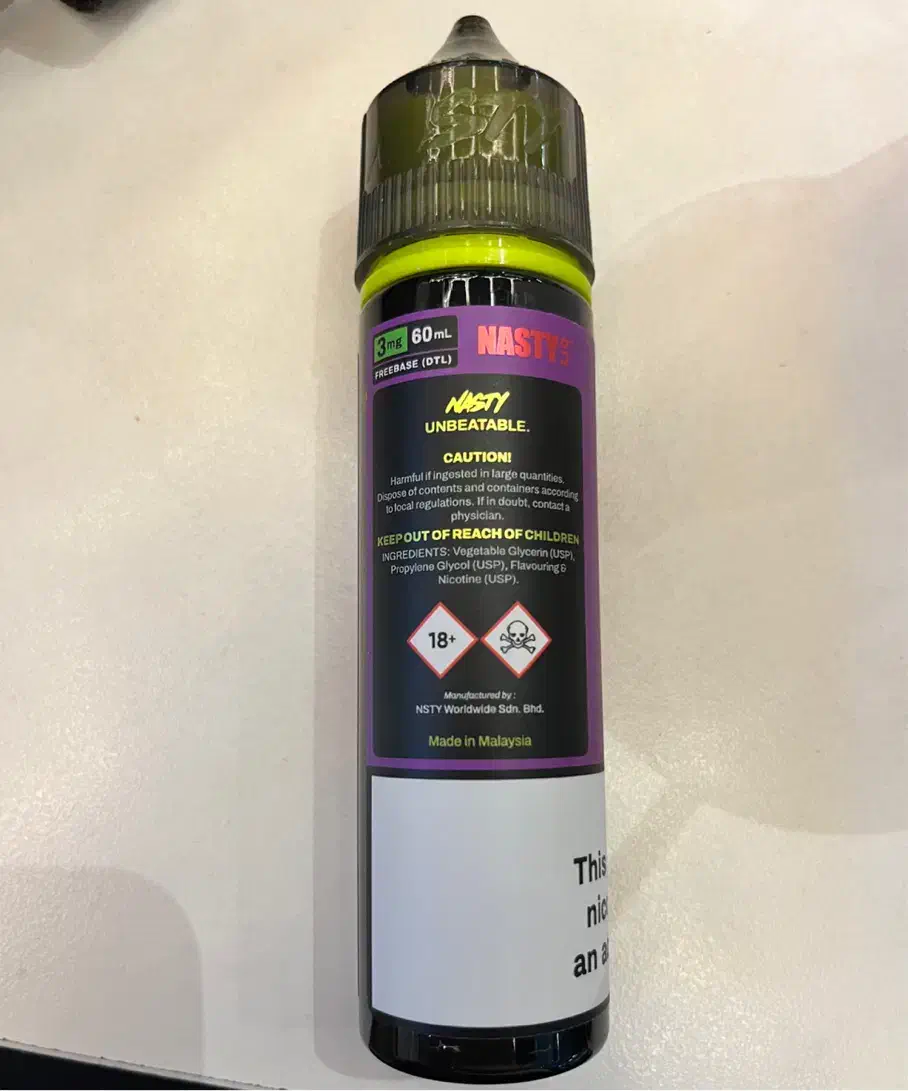 3mg 60mL
FREEBASE (DTL)
NASTY LIQ
NASTY
UNBEATABLE.
CAUTION!
Harmful if ingested in large quantities.
Dispose of contents and containers according
to local regulations. If in doubt, contact a
physician.
KEEP OUT OF REACH OF CHILDREN
INGREDIENTS: Vegetable Glycerin (USP),
Propylene Glycol (USP), Flavouring &
Nicotine (USP).
18+
Manufactured by :
NSTY Worldwide Sdn. Bhd.
Made in Malaysia
This
nic
an a